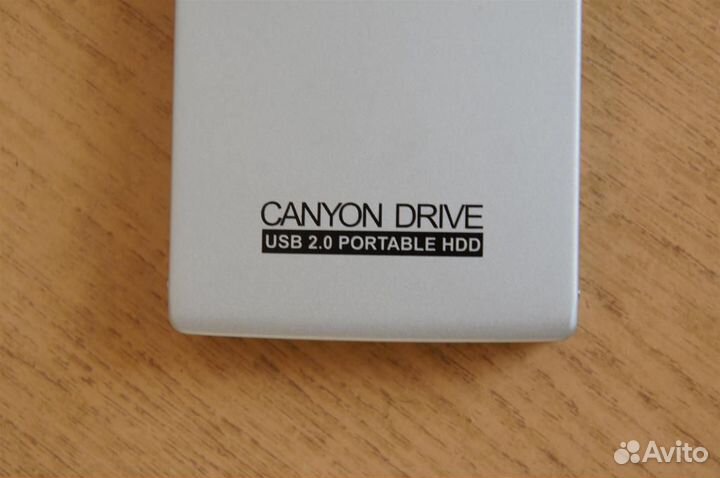 CANYON DRIVE
USB 2.0 PORTABLE HDD
Avito